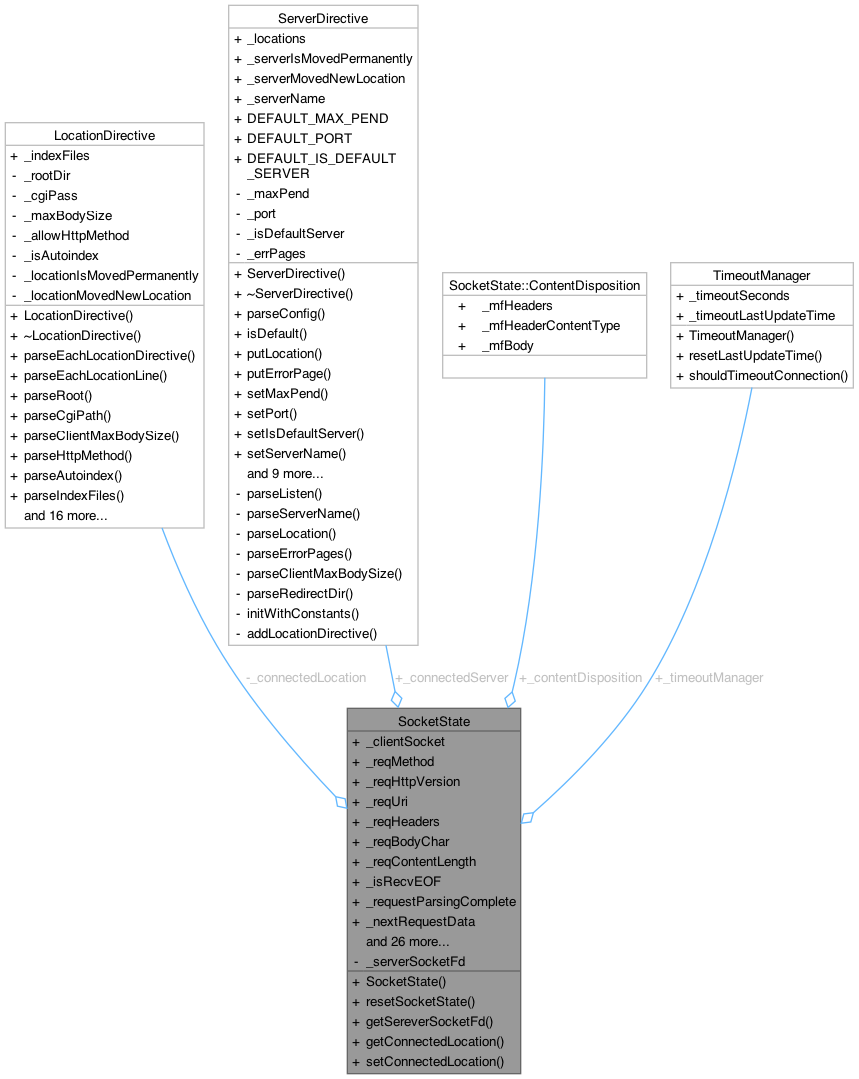 ServerDirective
+ _locations
+ _serverIsMovedPermanently
+ _serverMovedNewLocation
+ _serverName
+ DEFAULT_MAX_PEND
+ DEFAULT_PORT
+ DEFAULT_IS_DEFAULT
_SERVER
- _maxPend
- _port
- _isDefaultServer
- _errPages
+ ServerDirective()
+ ~ServerDirective()
+ parseConfig()
+ isDefault()
+ putLocation()
+ putErrorPage()
+ setMaxPend()
+ setPort()
+ setIsDefaultServer()
+ setServerName()
and 9 more...
- parseListen()
- parseServerName()
- parseLocation()
- parseErrorPages()
- parseClientMaxBodySize()
- parseRedirectDir()
- initWithConstants()
- addLocationDirective()
LocationDirective
+ _indexFiles
- _rootDir
- _cgiPass
- _maxBodySize
- _allowHttpMethod
- _isAutoindex
- _locationIsMovedPermanently
- _locationMovedNewLocation
+ LocationDirective()
+ ~LocationDirective()
+ parseEachLocationDirective()
+ parseEachLocationLine()
+ parseRoot()
+ parseCgiPath()
+ parseClientMaxBodySize()
+ parseHttpMethod()
+ parseAutoindex()
+ parseIndexFiles()
and 16 more...
SocketState::ContentDisposition
+ _mfHeaders
+ _mfHeaderContentType
+ _mfBody
TimeoutManager
+ _timeoutSeconds
+ _timeoutLastUpdateTime
+ TimeoutManager()
+ resetLastUpdateTime()
+ shouldTimeoutConnection()
-_connectedLocation
+_connectedServer
+_contentDisposition
+_timeoutManager
SocketState
+ _clientSocket
+ _reqMethod
+ _reqHttpVersion
+ _reqUri
+ _reqHeaders
+ _reqBodyChar
+ _reqContentLength
+ _isRecvEOF
+ _requestParsingComplete
+ _nextRequestData
and 26 more...
- _serverSocketFd
+ SocketState()
+ resetSocketState()
+ getSereverSocketFd()
+ getConnectedLocation()
+ setConnectedLocation()